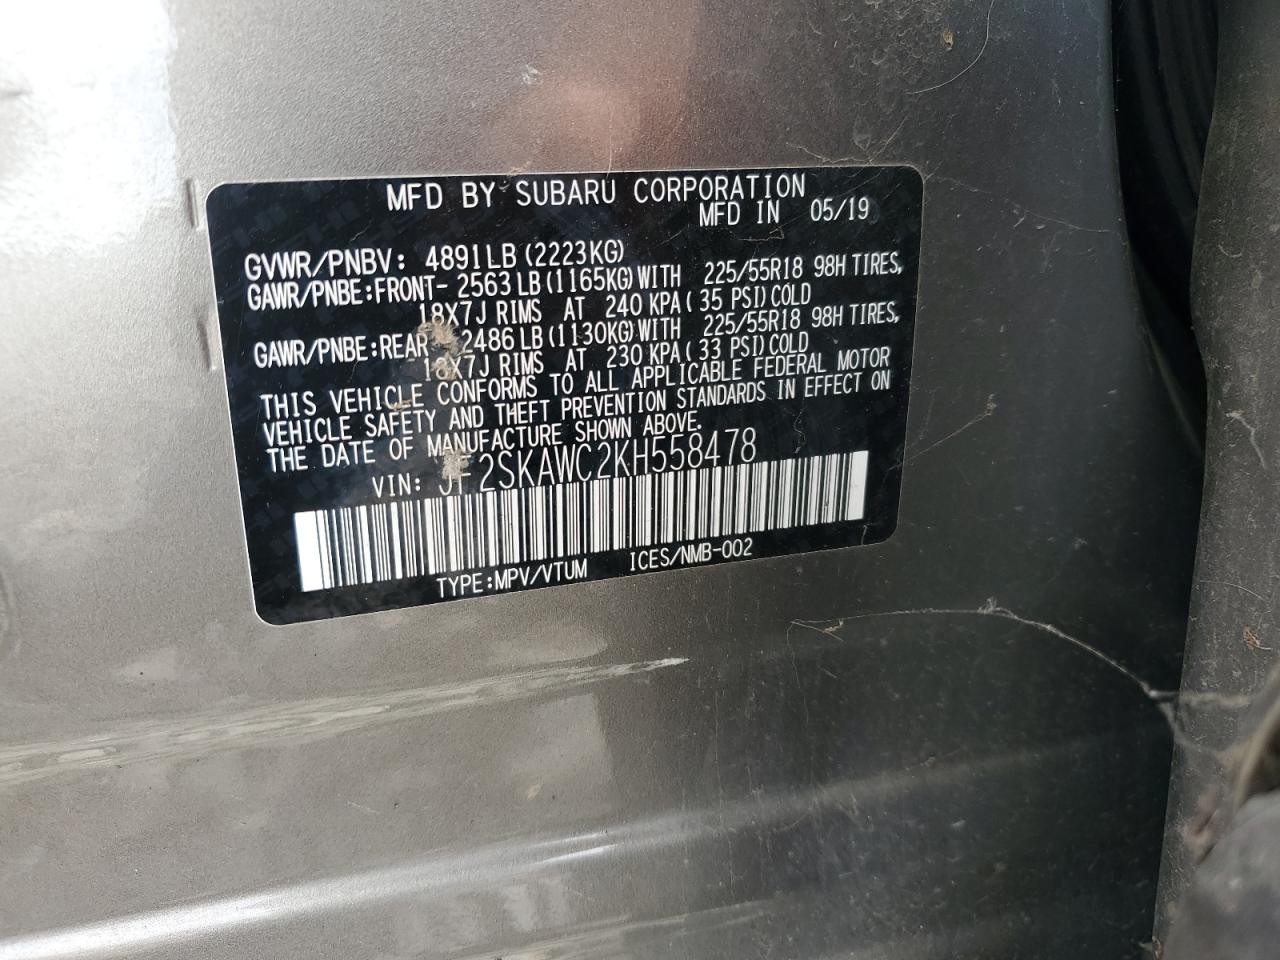 MFD BY SUBARU CORPORATION
MFD IN 05/19
GVWR/PNBV: 4891LB (2223KG)
GAWR/PNBE:FRONT- 2563LB (1165KG) WITH 225/55R18 98H TIRES,
18X7J RIMS AT 240 KPA( 35 PSI) COLD
GAWR/PNBE:REAR- 2486LB (1130KG) WITH 225/55R18 98H TIRES,
18X7J RIMS AT 230 KPA( 33 PSI) COLD
THIS VEHICLE CONFORMS TO ALL APPLICABLE FEDERAL MOTOR
VEHICLE SAFETY AND THEFT PREVENTION STANDARDS IN EFFECT ON
THE DATE OF MANUFACTURE SHOWN ABOVE.
VIN: JF2SKAWC2KH558478
TYPE:MPV/VTUM ICES/NMB-002